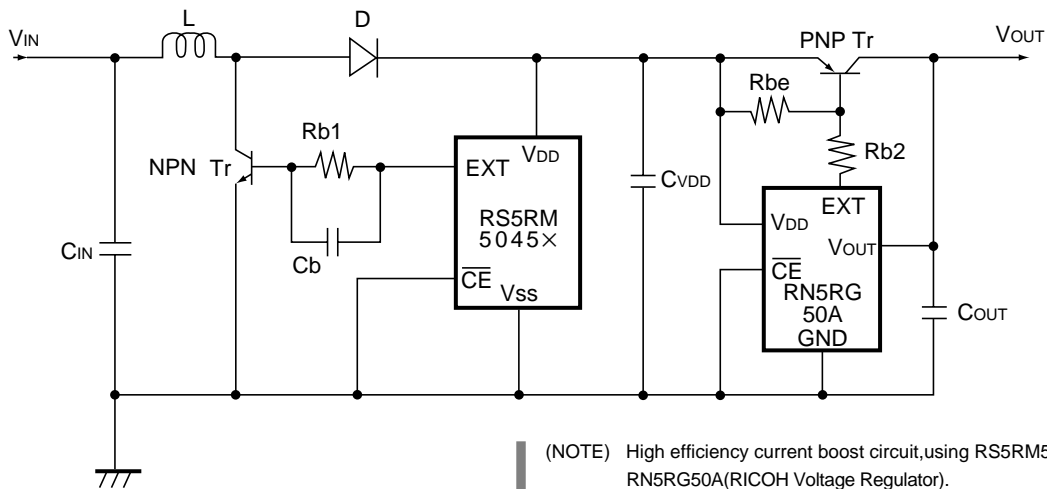 VIN
L
D
PNP Tr
VOUT
Rbe
Rb1
VDD
Rb2
NPN Tr
EXT
CVDD
EXT
RS5RM
5045×
VDD
VOUT
CIN
Cb
CE
CE
RN5RG
50A
VSS
COUT
GND
(NOTE) High efficiency current boost circuit,using RS5RM5
RN5RG50A(RICOH Voltage Regulator).